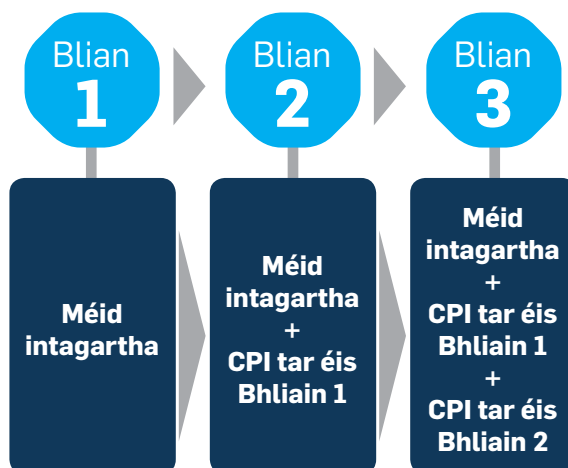 Blian
1
Blian
2
Blian
3
Méid
intagartha
Méid
intagartha
+
CPI tar éis
Bhliain 1
Méid
intagartha
+
CPI tar éis
Bhliain 1
+
CPI tar éis
Bhliain 2